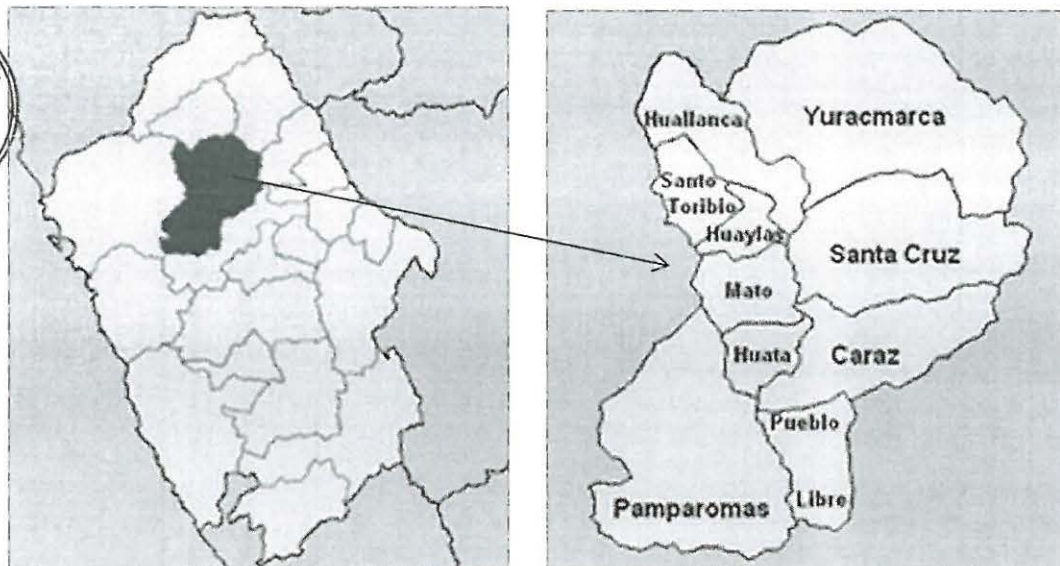 Huallanca
Yuracmarca
Santo
Toribio
Huaylas
Santa Cruz
Mato
Huata
Caraz
Pueblo
Libre
Pamparomas